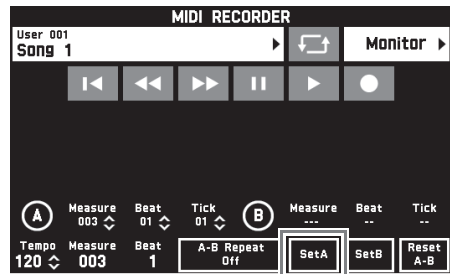 MIDI RECORDER
User 001
Song 1
Monitor
A Measure 003 Beat 01 Tick 01 B Measure --- Beat -- Tick --
Tempo 120 Measure 003 Beat 1 A-B Repeat Off SetA SetB Reset A-B